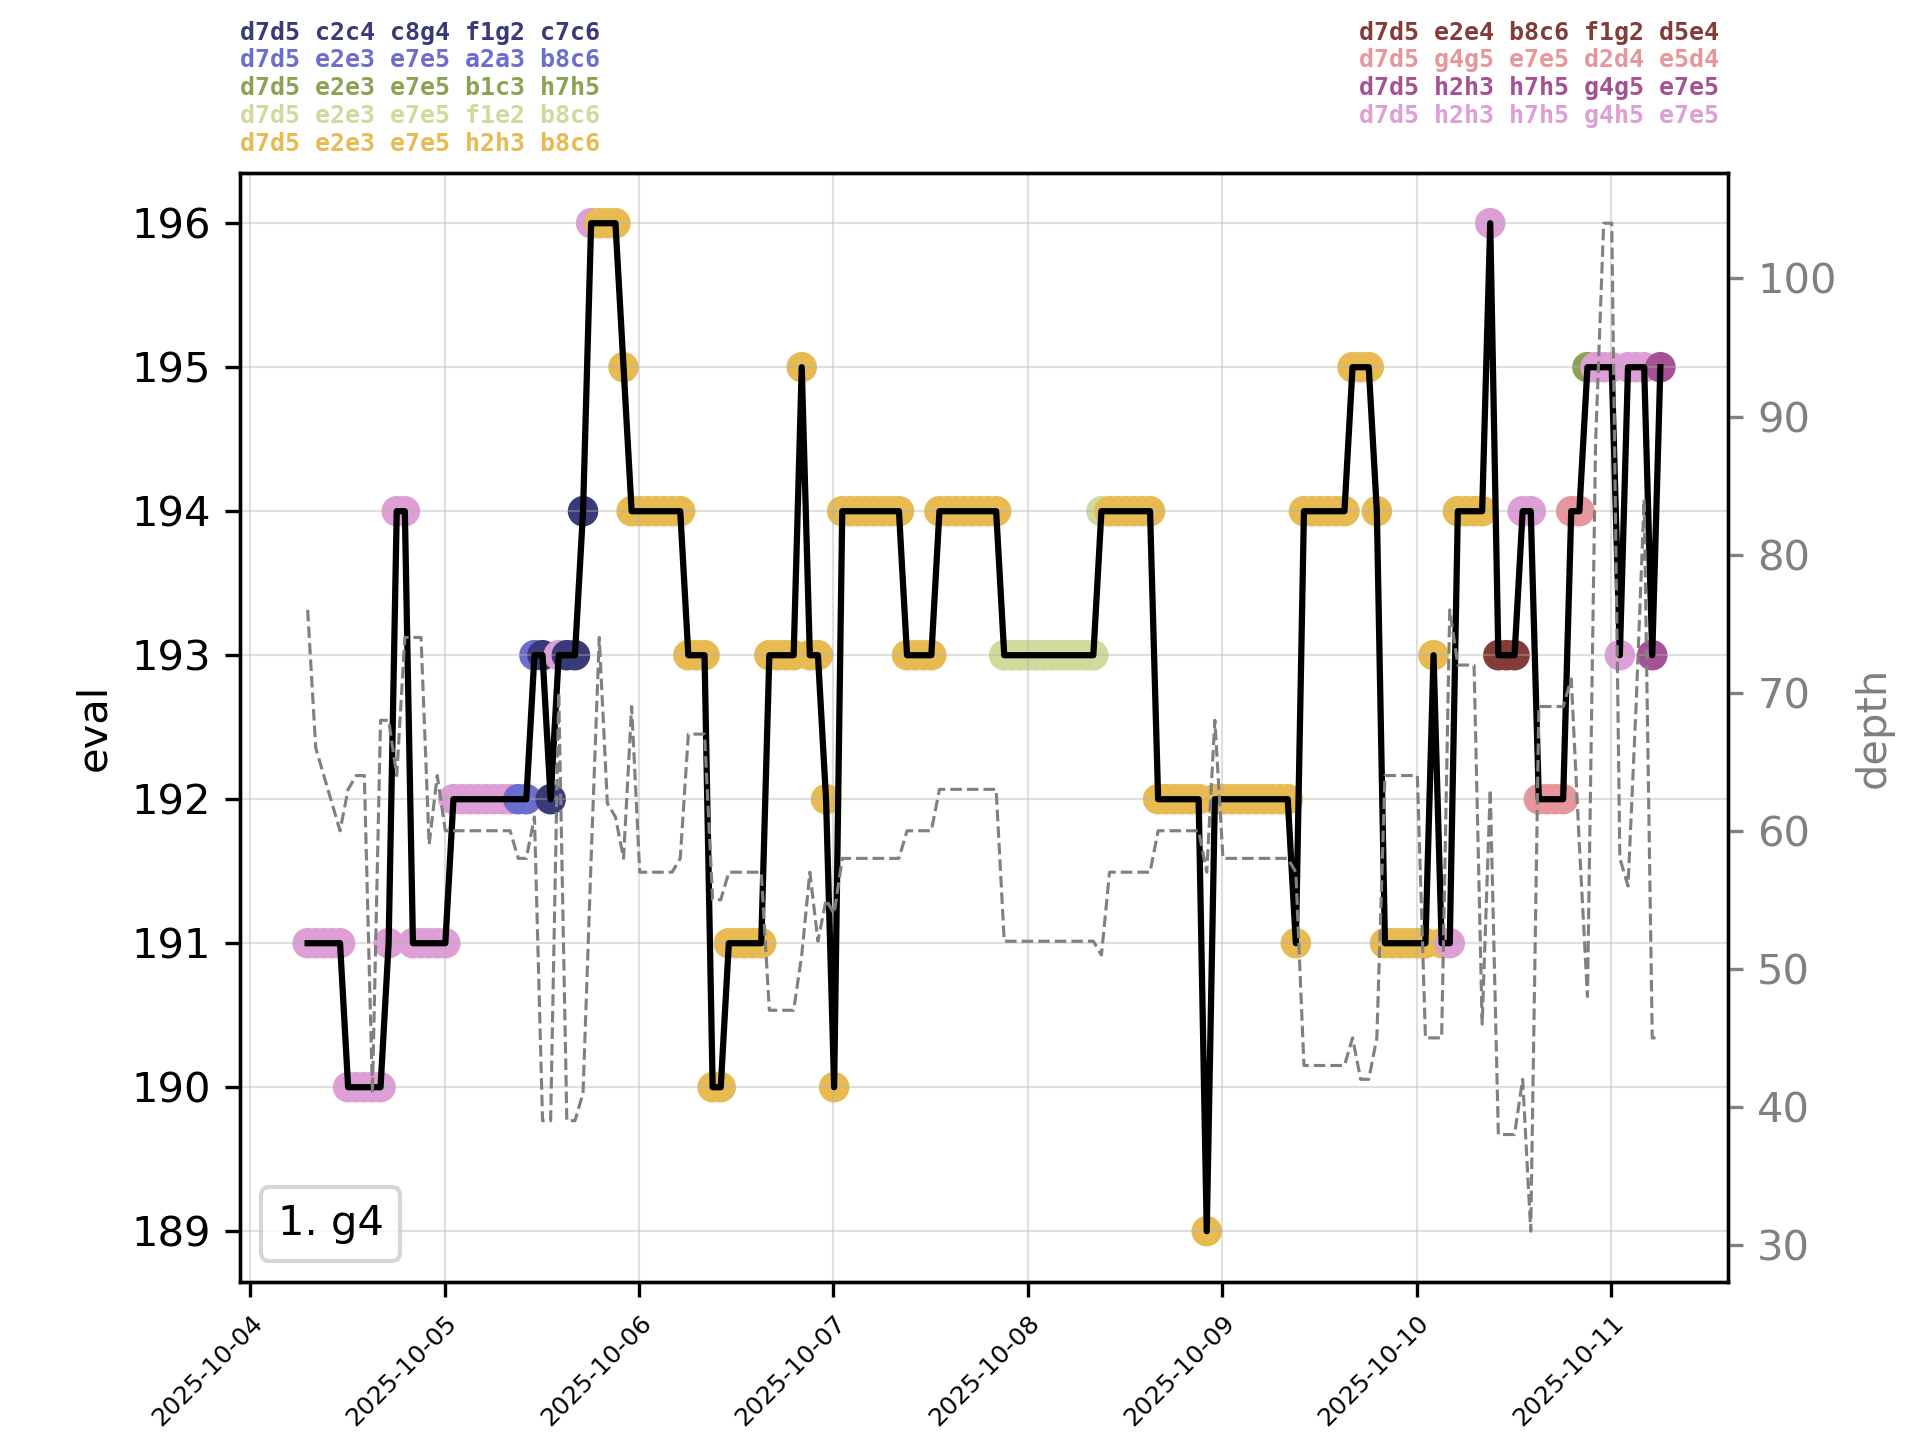 d7d5 c2c4 c8g4 f1g2 c7c6
d7d5 e2e3 e7e5 a2a3 b8c6
d7d5 e2e3 e7e5 b1c3 h7h5
d7d5 e2e3 e7e5 f1e2 b8c6
d7d5 e2e3 e7e5 h2h3 b8c6
d7d5 e2e4 b8c6 f1g2 d5e4
d7d5 g4g5 e7e5 d2d4 e5d4
d7d5 h2h3 h7h5 g4g5 e7e5
d7d5 h2h3 h7h5 g4h5 e7e5
eval
196
195
194
193
192
191
190
189
1. g4
100
90
80
70
60
50
40
30
depth
2025-10-04
2025-10-05
2025-10-06
2025-10-07
2025-10-08
2025-10-09
2025-10-10
2025-10-11